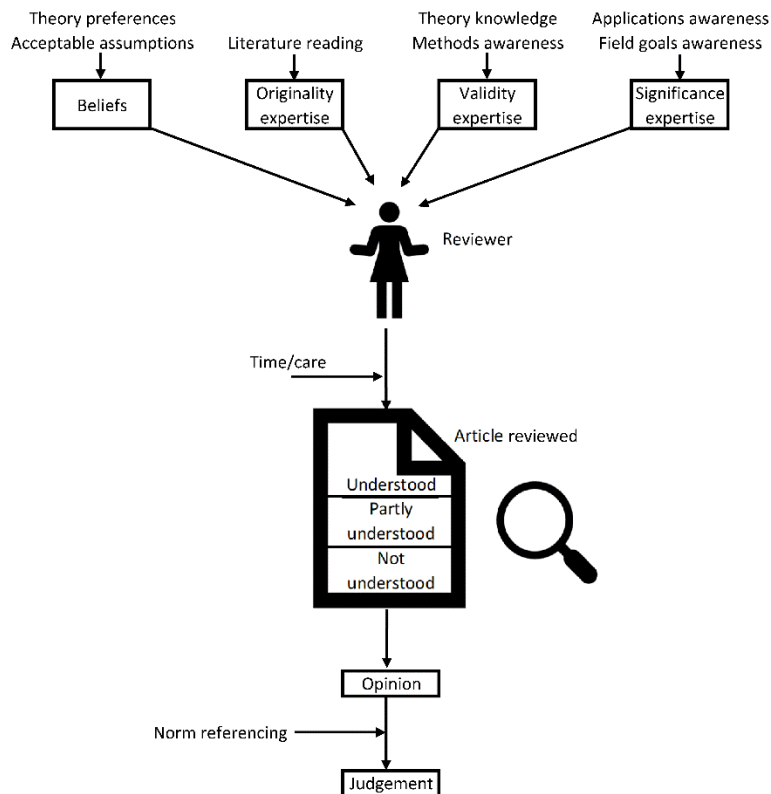 Theory preferences
Acceptable assumptions
Literature reading
Theory knowledge
Methods awareness
Applications awareness
Field goals awareness
Beliefs
Originality
expertise
Validity
expertise
Significance
expertise
Reviewer
Time/care
Article reviewed
Understood
Partly
understood
Not
understood
Opinion
Norm referencing
Judgement